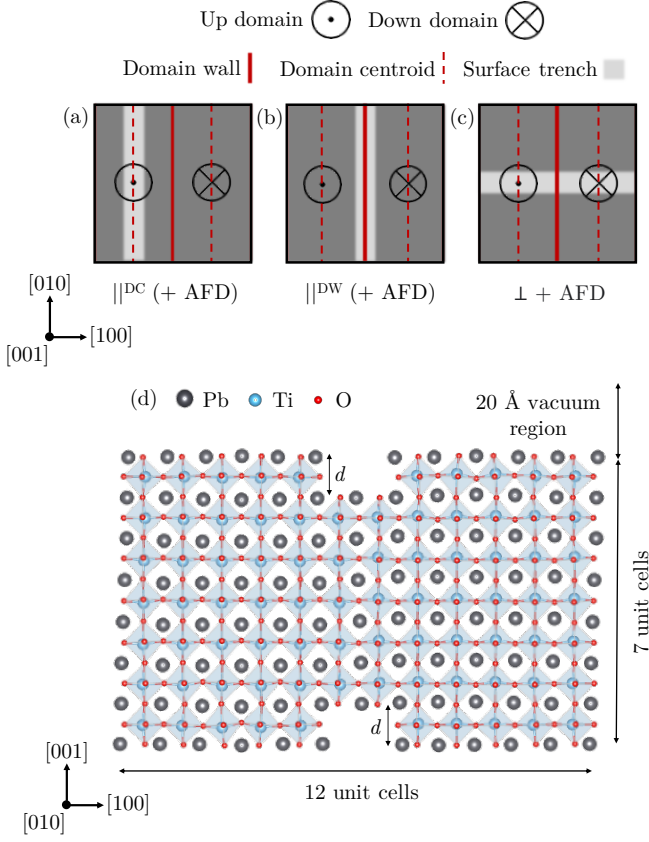 Up domain Down domain
Domain wall Domain centroid Surface trench
(a) (b) (c)
||ᴰᶜ (+ AFD) ||ᴰᵂ (+ AFD) ⊥ + AFD
[010]
[100]
[001]
(d) Pb Ti O
20 Å vacuum
region
d
7 unit cells
d
[001]
[100]
[010]
12 unit cells